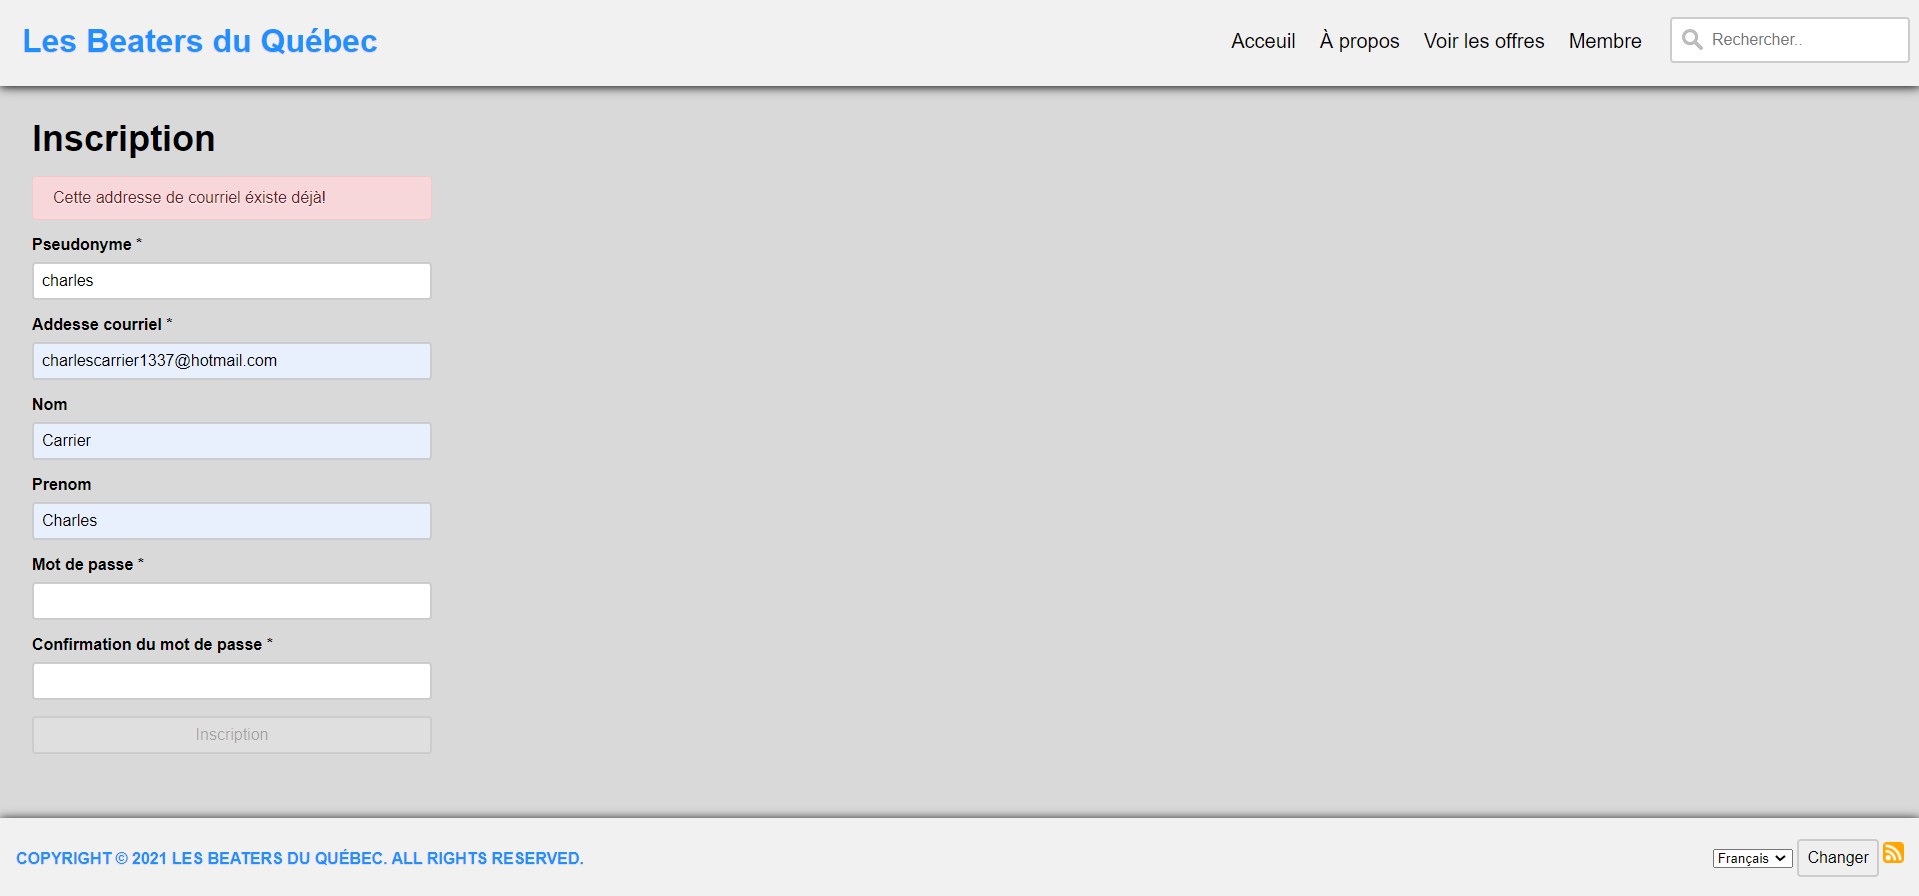 Les Beaters du Québec
Acceuil À propos Voir les offres Membre Rechercher..
Inscription
Cette addresse de courriel éxiste déjà!
Pseudonyme *
charles
Addesse courriel *
charlescarrier1337@hotmail.com
Nom
Carrier
Prenom
Charles
Mot de passe *
Confirmation du mot de passe *
Inscription
COPYRIGHT © 2021 LES BEATERS DU QUÉBEC. ALL RIGHTS RESERVED.
Français Changer